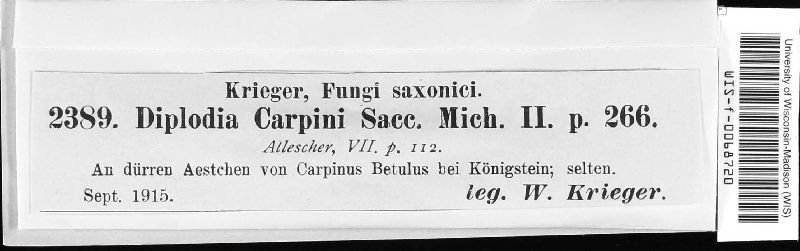 Krieger, Fungi saxonici.
2389. Diplodia Carpini Sacc. Mich. II. p. 266.
Allescher, VII. p. 112.
An dürren Aestchen von Carpinus Betulus bei Königstein; selten.
Sept. 1915. leg. W. Krieger.
University of Wisconsin-Madison (WIS)
WIS-f-0068720